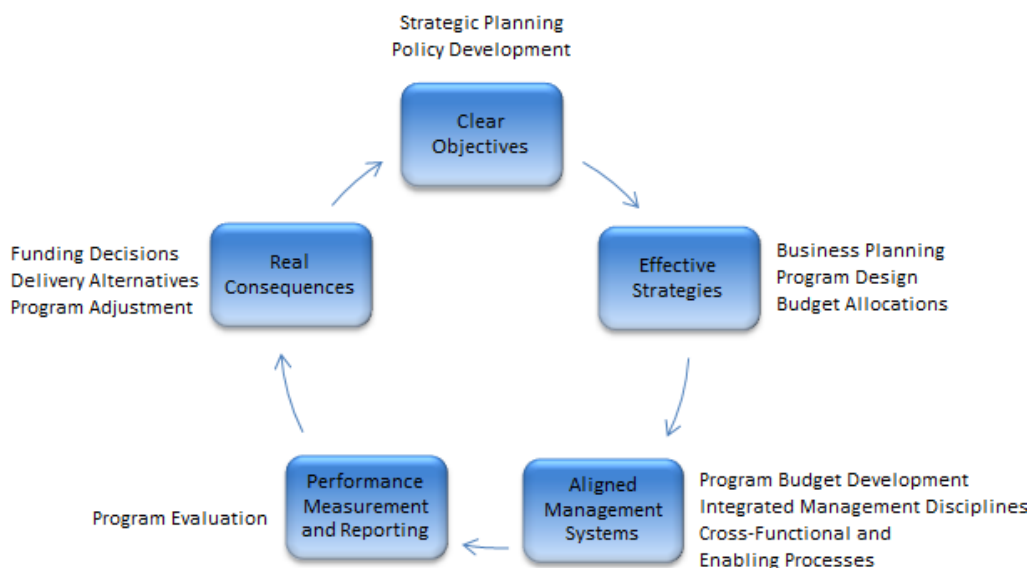 Strategic Planning
Policy Development
Clear
Objectives
Effective
Strategies
Business Planning
Program Design
Budget Allocations
Aligned
Management
Systems
Program Budget Development
Integrated Management Disciplines
Cross-Functional and
Enabling Processes
Performance
Measurement
and Reporting
Program Evaluation
Real
Consequences
Funding Decisions
Delivery Alternatives
Program Adjustment